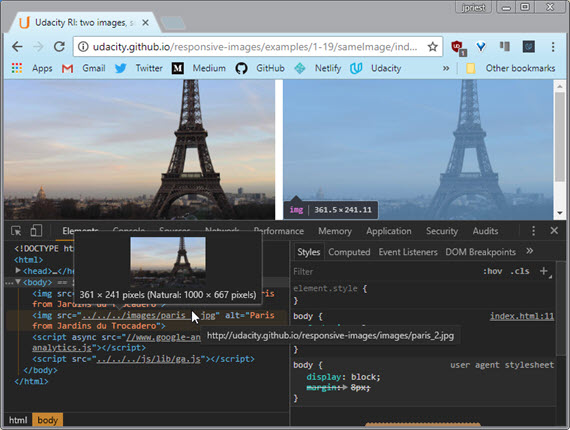 jpriest
Udacity RI: two images, s
udacity.github.io/responsive-images/examples/1-19/sameImage/ind...
Apps Gmail Twitter Medium GitHub Netlify Udacity » Other bookmarks
img 361.5 × 241.11
Elements Console Sources Network Performance Memory Application Security Audits
<!DOCTYPE ht
<html>
<head>…</he
<body> ==
<img src= "Paris
from Jardins du Trocadero">
361 × 241 pixels (Natural: 1000 × 667 pixels)
<img src="../../../images/paris .jpg" alt="Paris
from Jardins du Trocadero">
http://udacity.github.io/responsive-images/images/paris_2.jpg
<script async src="//www.google-an
analytics.js"></script>
<script src="../../../js/lib/ga.js"></script>
</body>
</html>
html body
Styles Computed Event Listeners DOM Breakpoints »
Filter :hov .cls +
element.style {
}
body { index.html:11
}
body { user agent stylesheet
display: block;
margin: 8px;
}